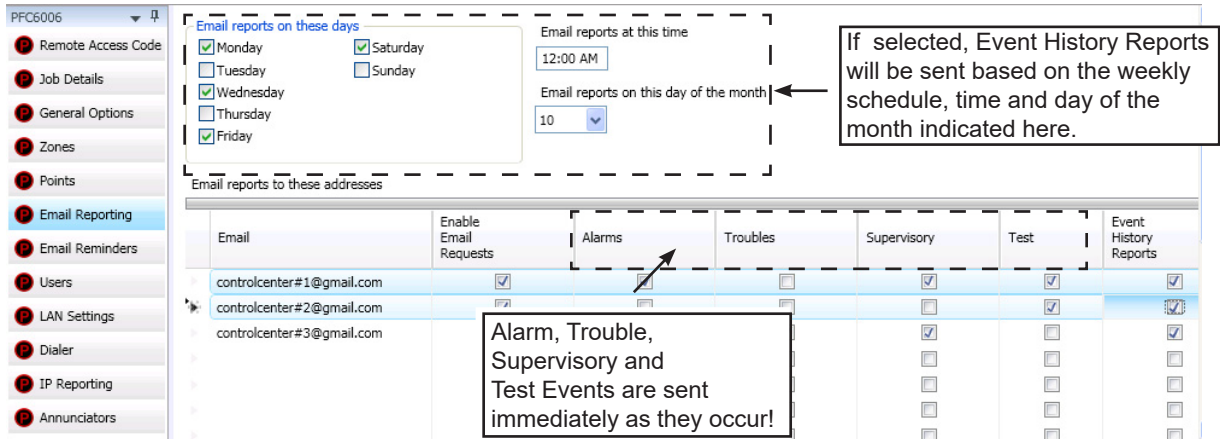 PFC6006
Remote Access Code
Job Details
General Options
Zones
Points
Email Reporting
Email Reminders
Users
LAN Settings
Dialer
IP Reporting
Annunciators
Email reports on these days
Monday
Saturday
Tuesday
Sunday
Wednesday
Thursday
Friday
Email reports at this time
12:00 AM
Email reports on this day of the month
10
If selected, Event History Reports
will be sent based on the weekly
schedule, time and day of the
month indicated here.
Email reports to these addresses
Email
Enable
Email
Requests
Alarms
Troubles
Supervisory
Test
Event
History
Reports
controlcenter#1@gmail.com
controlcenter#2@gmail.com
controlcenter#3@gmail.com
Alarm, Trouble,
Supervisory and
Test Events are sent
immediately as they occur!